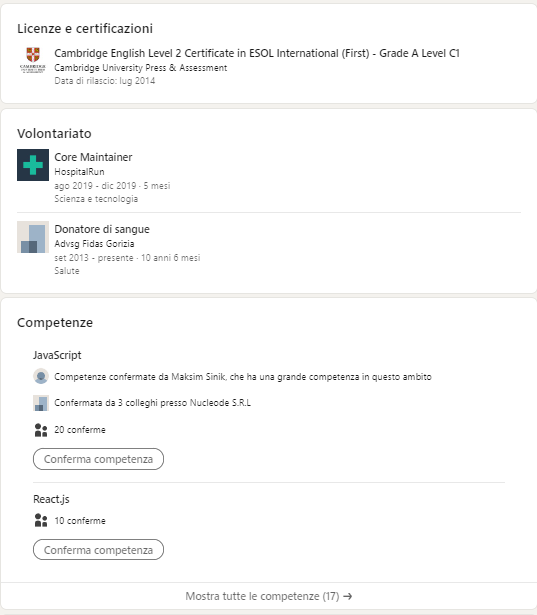 Licenze e certificazioni
Cambridge English Level 2 Certificate in ESOL International (First) - Grade A Level C1
Cambridge University Press & Assessment
Data di rilascio: lug 2014
Volontariato
Core Maintainer
HospitalRun
ago 2019 - dic 2019 · 5 mesi
Scienza e tecnologia
Donatore di sangue
Advsg Fidas Gorizia
set 2013 - presente · 10 anni 6 mesi
Salute
Competenze
JavaScript
Competenze confermate da Maksim Sinik, che ha una grande competenza in questo ambito
Confermata da 3 colleghi presso Nucleode S.R.L
20 conferme
Conferma competenza
React.js
10 conferme
Conferma competenza
Mostra tutte le competenze (17) →